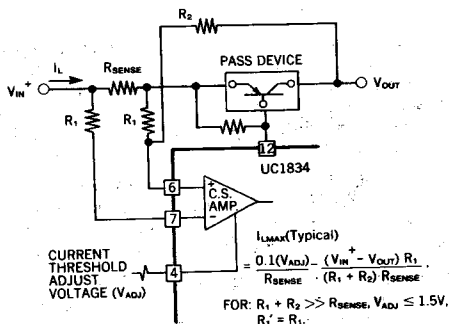 R2
PASS DEVICE
IL
RSENSE
VIN+
VOUT
R1
R1
12
UC1834
6
+
C.S.
AMP.
7
−
ILMAX(Typical)
CURRENT
THRESHOLD
ADJUST
VOLTAGE (VADJ)
4
= 0.1(VADJ) / RSENSE − (VIN+ − VOUT) R1 / (R1 + R2) RSENSE,
FOR: R1 + R2 >> RSENSE, VADJ ≤ 1.5V,
R1' = R1.